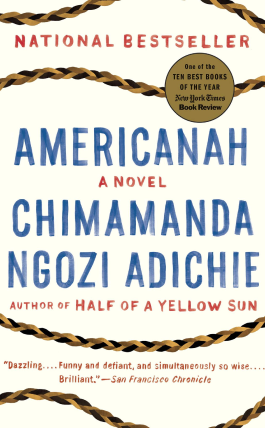 NATIONAL BESTSELLER
One of the
TEN BEST BOOKS
OF THE YEAR
New York Times
Book Review
AMERICANAH
A NOVEL
CHIMAMANDA
NGOZI ADICHIE
AUTHOR OF HALF OF A YELLOW SUN
"Dazzling. . . . Funny and defiant, and simultaneously so wise. . . .
Brilliant."—San Francisco Chronicle